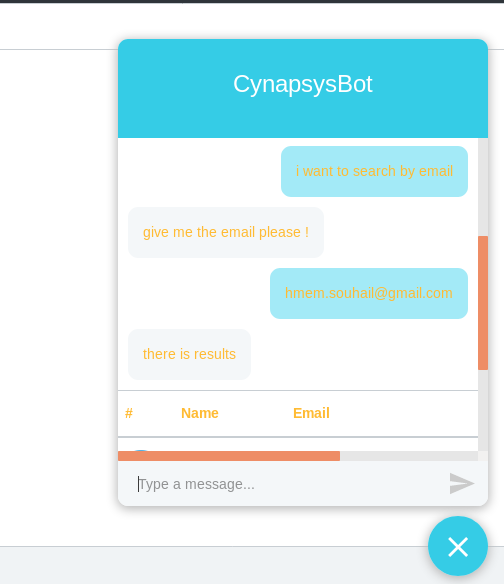 CynapsysBot
i want to search by email
give me the email please !
hmem.souhail@gmail.com
there is results
# Name Email
Type a message...